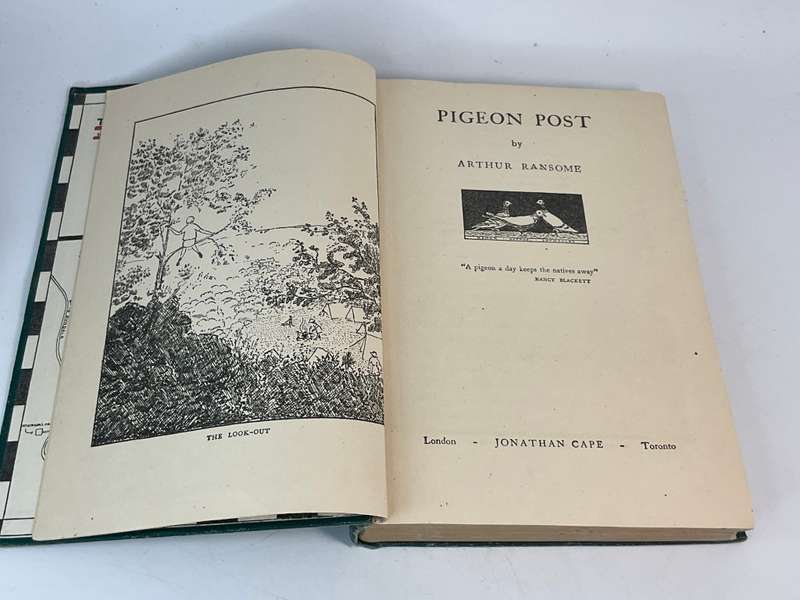 THE LOOK-OUT
PIGEON POST
by
ARTHUR RANSOME
"A pigeon a day keeps the natives away"
NANCY BLACKETT
London - JONATHAN CAPE - Toronto